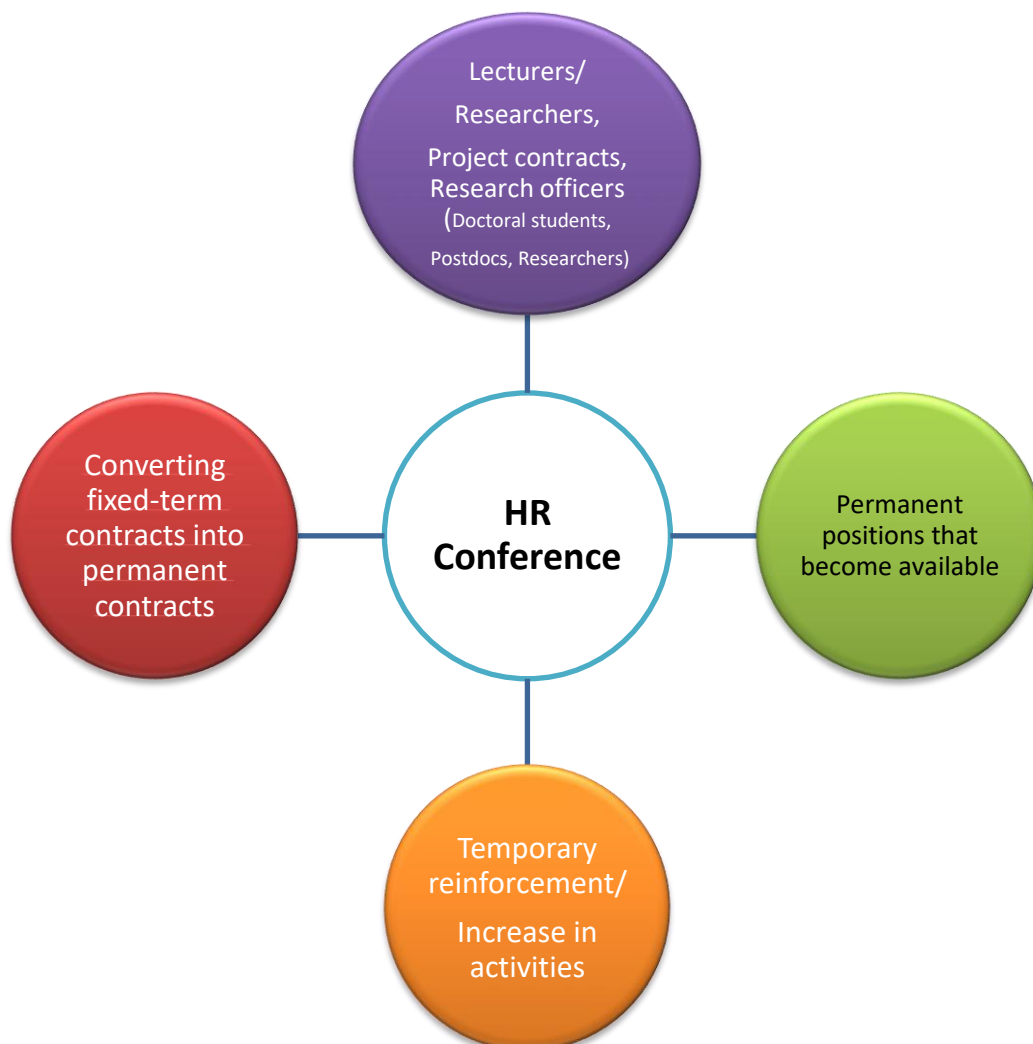 Lecturers/
Researchers,
Project contracts,
Research officers
(Doctoral students,
Postdocs, Researchers)
Converting
fixed-term
contracts into
permanent
contracts
HR
Conference
Permanent
positions that
become available
Temporary
reinforcement/
Increase in
activities